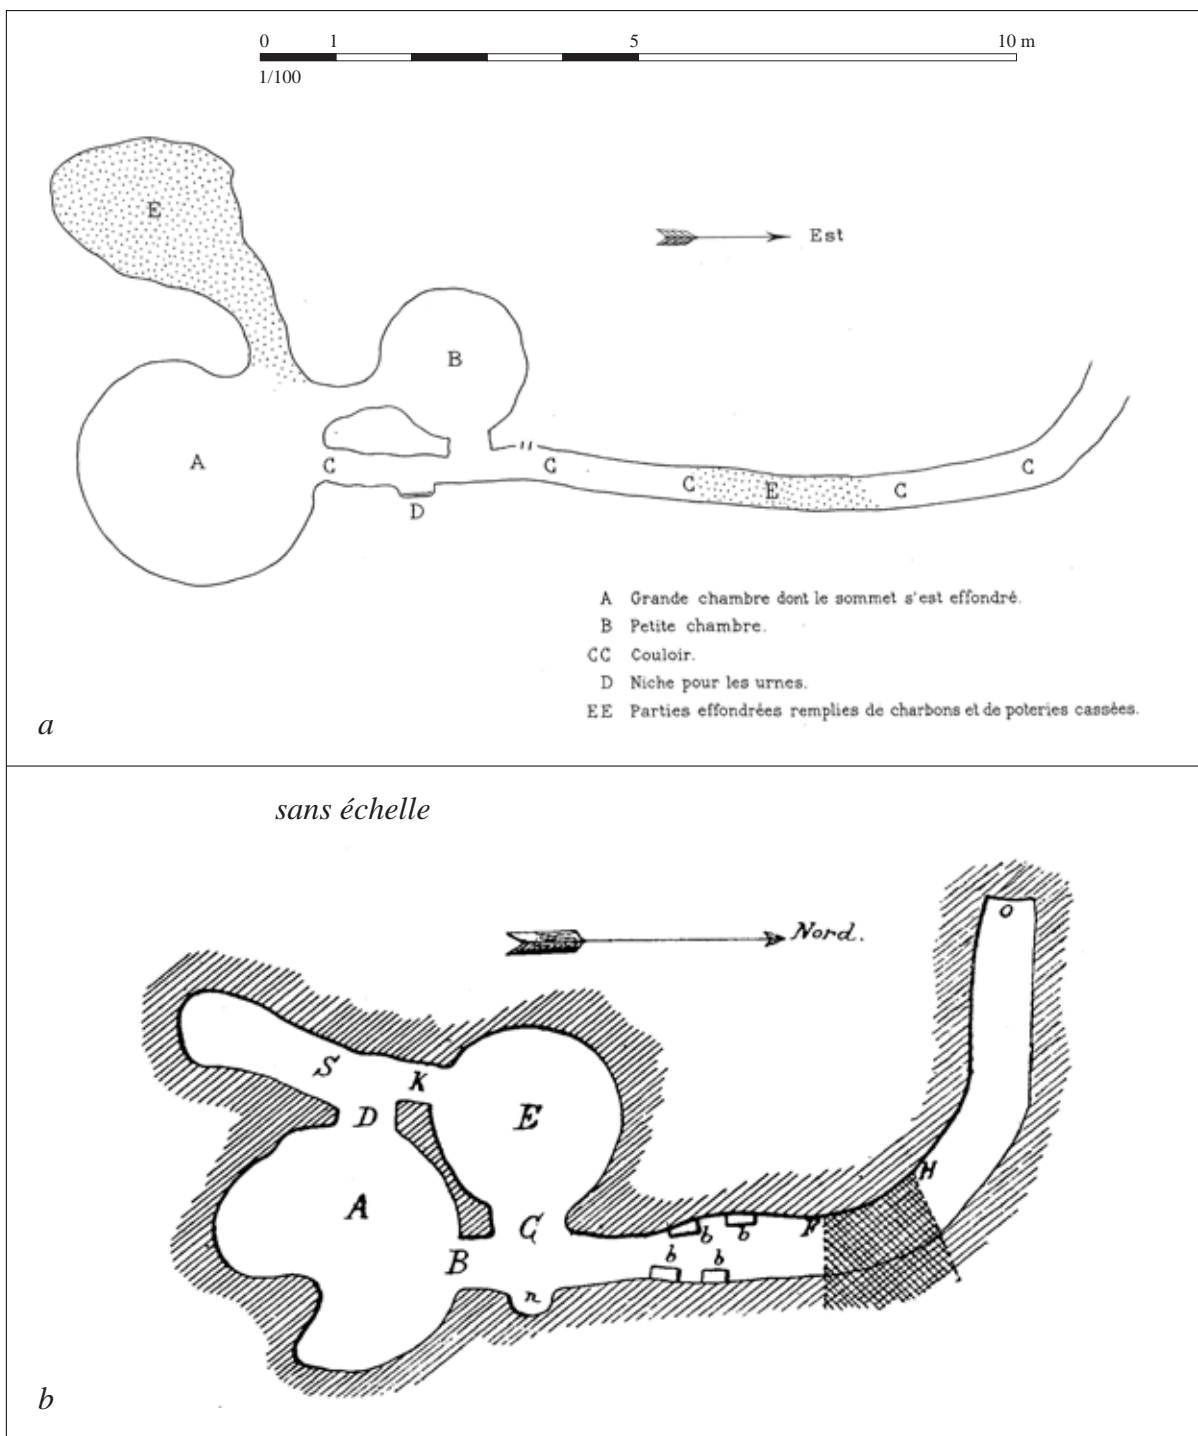 0 1 5 10 m
1/100
E
Est
B
A
C
C
C
E
C
C
D
A Grande chambre dont le sommet s'est effondré.
B Petite chambre.
CC Couloir.
D Niche pour les urnes.
EE Parties effondrées remplies de charbons et de poteries cassées.
a
sans échelle
O
Nord.
S
K
D
E
H
A
C
b
b
F
B
b
b
n
b